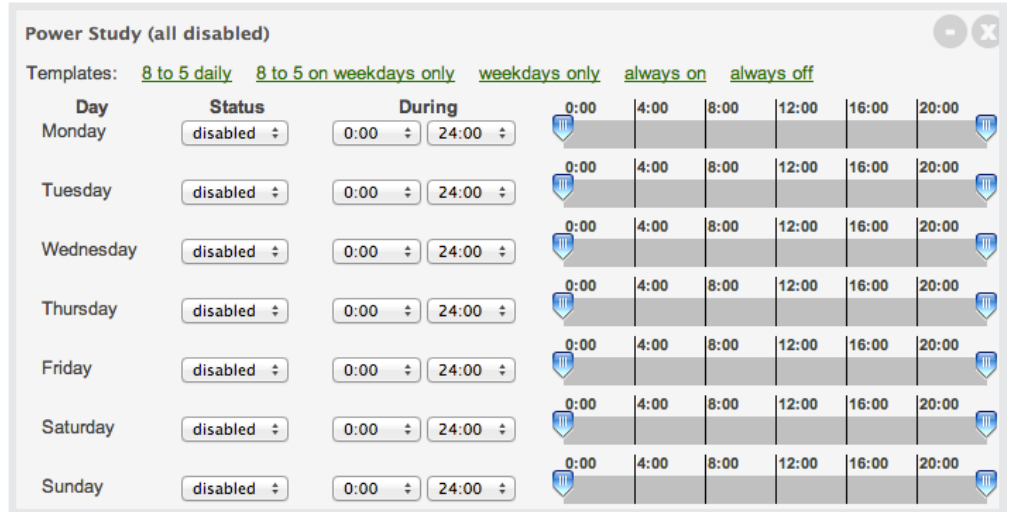 Power Study (all disabled)
Templates: 8 to 5 daily 8 to 5 on weekdays only weekdays only always on always off
Day Status During 0:00 4:00 8:00 12:00 16:00 20:00
Monday disabled 0:00 24:00
0:00 4:00 8:00 12:00 16:00 20:00
Tuesday disabled 0:00 24:00
0:00 4:00 8:00 12:00 16:00 20:00
Wednesday disabled 0:00 24:00
0:00 4:00 8:00 12:00 16:00 20:00
Thursday disabled 0:00 24:00
0:00 4:00 8:00 12:00 16:00 20:00
Friday disabled 0:00 24:00
0:00 4:00 8:00 12:00 16:00 20:00
Saturday disabled 0:00 24:00
0:00 4:00 8:00 12:00 16:00 20:00
Sunday disabled 0:00 24:00